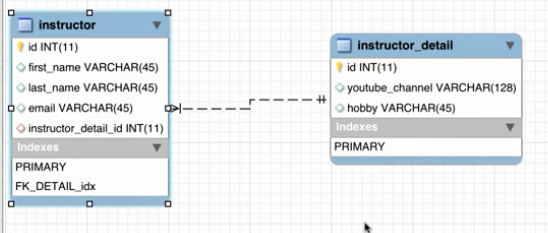 instructor
id INT(11)
first_name VARCHAR(45)
last_name VARCHAR(45)
email VARCHAR(45)
instructor_detail_id INT(11)
Indexes
PRIMARY
FK_DETAIL_idx
instructor_detail
id INT(11)
youtube_channel VARCHAR(128)
hobby VARCHAR(45)
Indexes
PRIMARY